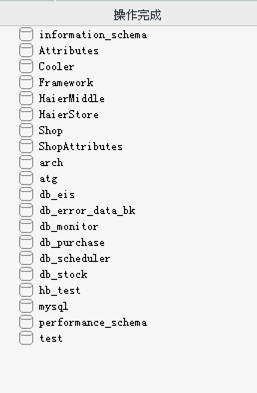 操作完成
information_schema
Attributes
Cooler
Framework
HaierMiddle
HaierStore
Shop
ShopAttributes
arch
atg
db_eis
db_error_data_bk
db_monitor
db_purchase
db_scheduler
db_stock
hb_test
mysql
performance_schema
test